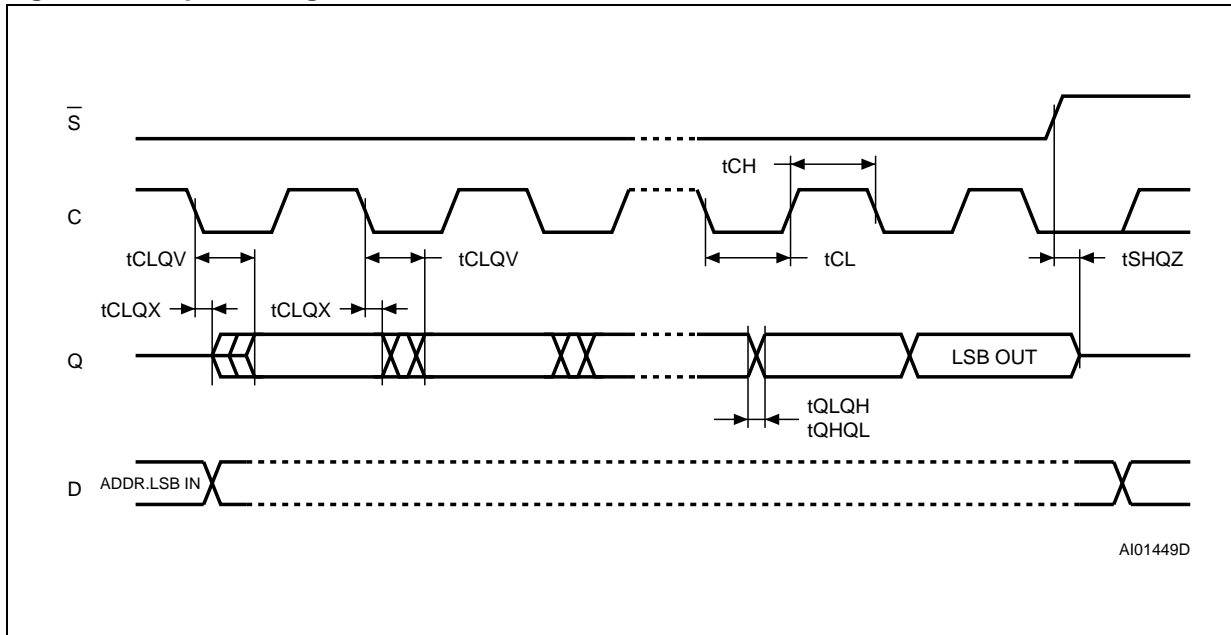 S
tCH
C
tCLQV
tCLQV
tCL
tSHQZ
tCLQX
tCLQX
Q
LSB OUT
tQLQH
tQHQL
D
ADDR.LSB IN
AI01449D